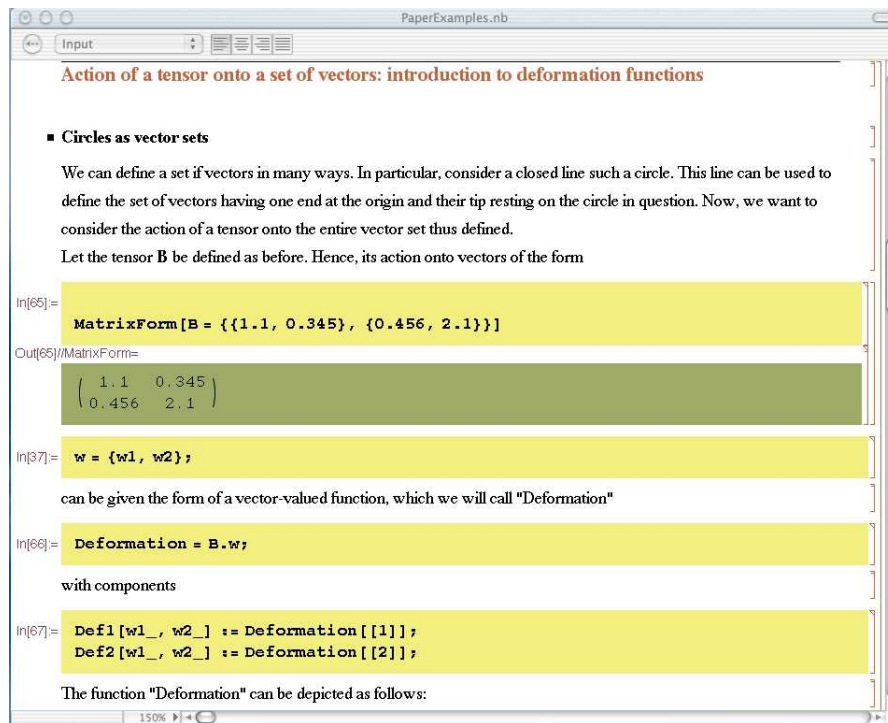 PaperExamples.nb
Input
Action of a tensor onto a set of vectors: introduction to deformation functions
Circles as vector sets
We can define a set if vectors in many ways. In particular, consider a closed line such a circle. This line can be used to
define the set of vectors having one end at the origin and their tip resting on the circle in question. Now, we want to
consider the action of a tensor onto the entire vector set thus defined.
Let the tensor B be defined as before. Hence, its action onto vectors of the form
In[65]:=
MatrixForm[B = {{1.1, 0.345}, {0.456, 2.1}}]
Out[65]//MatrixForm=
( 1.1 0.345 )
( 0.456 2.1 )
In[37]:= w = {w1, w2};
can be given the form of a vector-valued function, which we will call "Deformation"
In[66]:= Deformation = B.w;
with components
In[67]:= Def1[w1_, w2_] := Deformation[[1]];
Def2[w1_, w2_] := Deformation[[2]];
The function "Deformation" can be depicted as follows:
150%